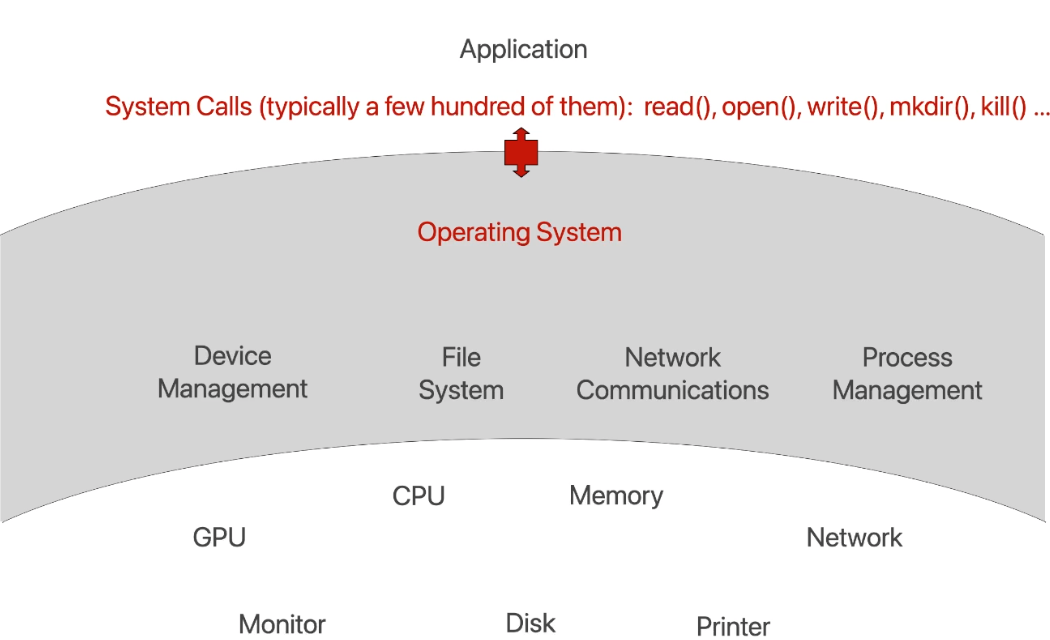 Application
System Calls (typically a few hundred of them): read(), open(), write(), mkdir(), kill() ...
Operating System
Device Management
File System
Network Communications
Process Management
CPU
Memory
GPU
Network
Monitor
Disk
Printer